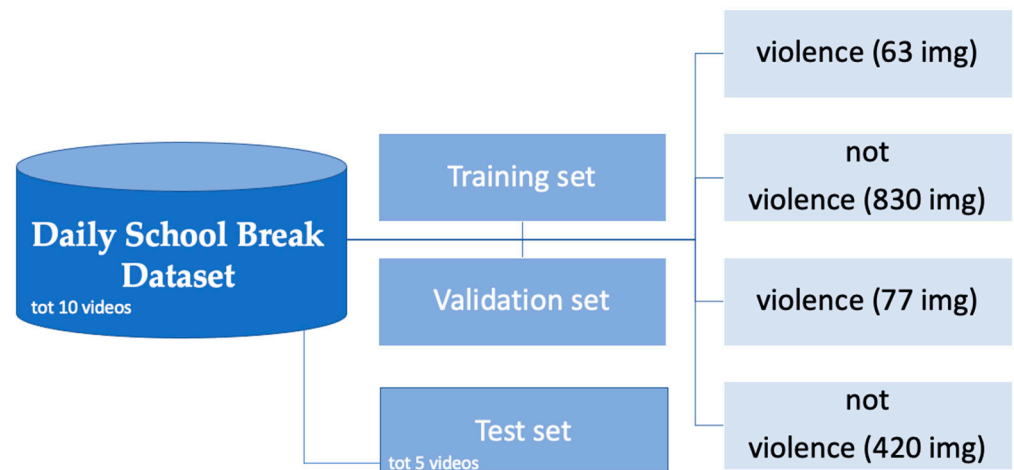 Daily School Break
Dataset
tot 10 videos
Training set
Validation set
Test set
tot 5 videos
violence (63 img)
not
violence (830 img)
violence (77 img)
not
violence (420 img)